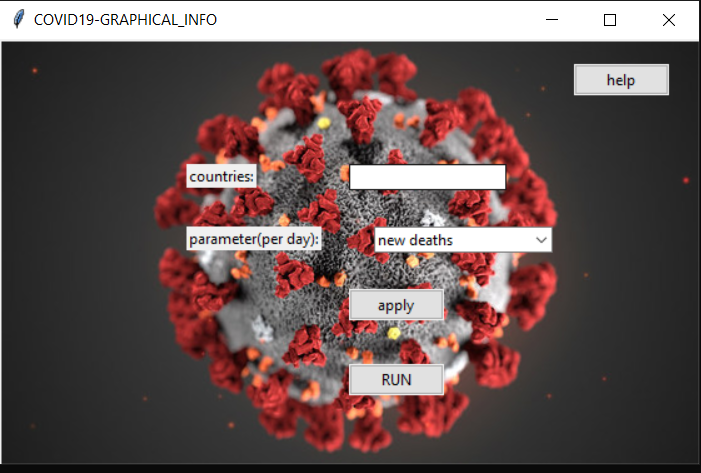 COVID19-GRAPHICAL_INFO
help
countries:
parameter(per day):
new deaths
apply
RUN